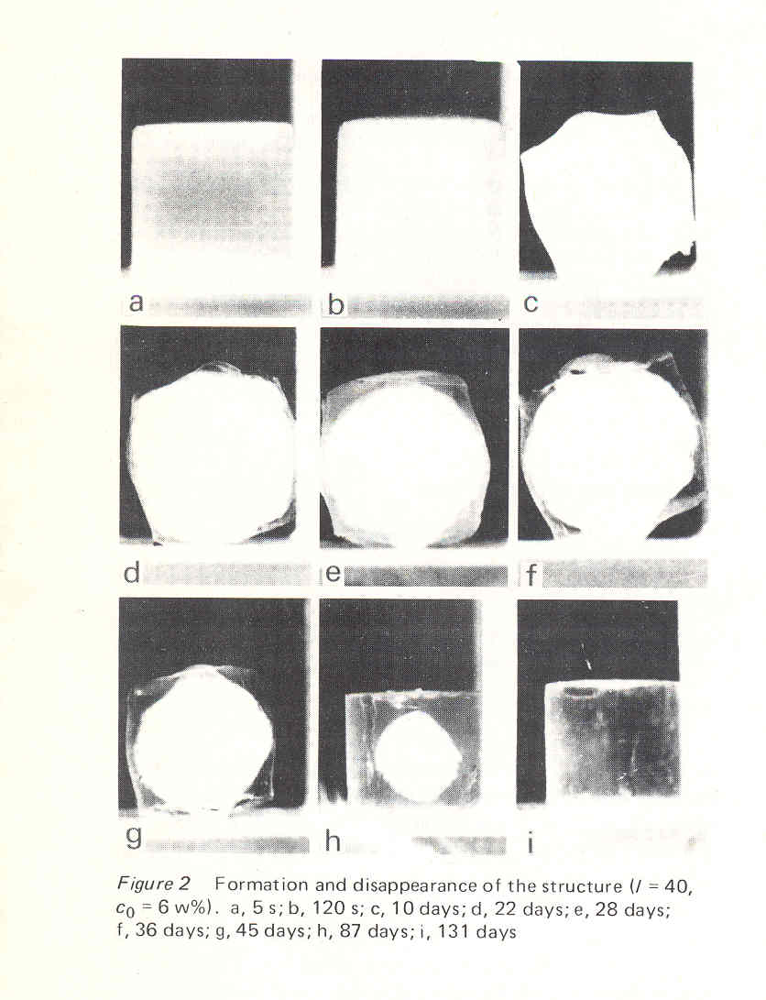 a b c
d e f
g h i
Figure 2 Formation and disappearance of the structure (l = 40,
c₀ = 6 w%). a, 5 s; b, 120 s; c, 10 days; d, 22 days; e, 28 days;
f, 36 days; g, 45 days; h, 87 days; i, 131 days